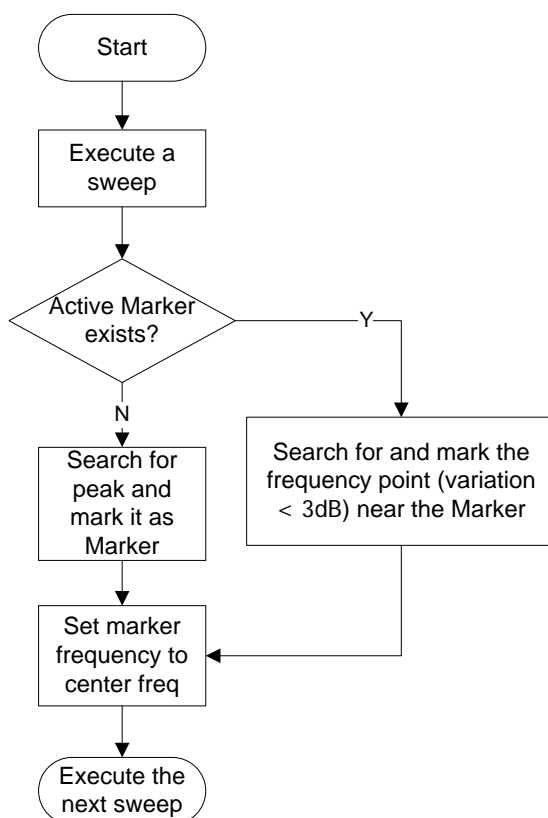 Start
Execute a
sweep
Active Marker
exists?
Y
N
Search for
peak and
mark it as
Marker
Search for and mark the
frequency point (variation
< 3dB) near the Marker
Set marker
frequency to
center freq
Execute the
next sweep